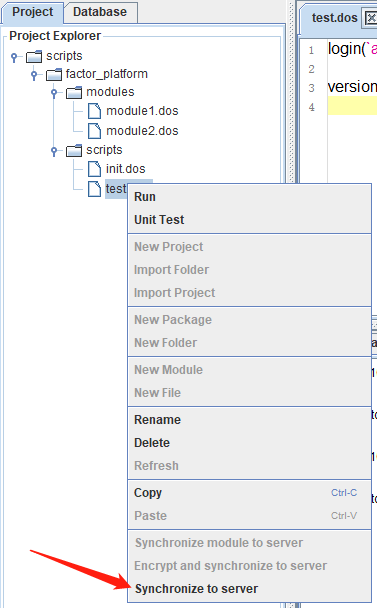 Project
Database
test.dos
Project Explorer
scripts
factor_platform
modules
module1.dos
module2.dos
scripts
init.dos
test
1
login(`a
2
3
version
4
Run
Unit Test
New Project
Import Folder
Import Project
New Package
New Folder
New Module
New File
Rename
Delete
Refresh
Copy Ctrl-C
Paste Ctrl-V
Synchronize module to server
Encrypt and synchronize to server
Synchronize to server